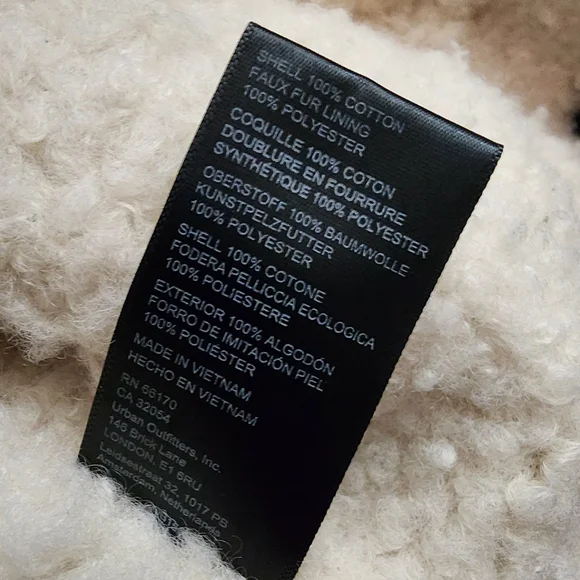 SHELL 100% COTTON
FAUX FUR LINING
100% POLYESTER
COQUILLE 100% COTON
DOUBLURE EN FOURRURE
SYNTHÉTIQUE 100% POLYESTER
OBERSTOFF 100% BAUMWOLLE
KUNSTPELZFUTTER
100% POLYESTER
SHELL 100% COTONE
FODERA PELLICCIA ECOLOGICA
100% POLIESTERE
EXTERIOR 100% ALGODÓN
FORRO DE IMITACIÓN PIEL
100% POLIESTER
MADE IN VIETNAM
HECHO EN VIETNAM
RN 66170
CA 32054
Urban Outfitters, Inc.
146 Brick Lane
LONDON, E1 6RU
Leidsestraat 32, 1017 PB
Amsterdam, Netherlands